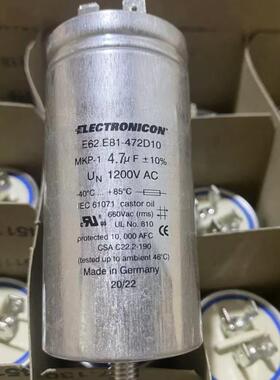 ELECTRONICON
E62.E81-472D10
MKP-1 4.7µF ±10%
UN 1200V AC
-40°C ... +85°C
IEC 61071 castor oil
660vac (rms)
UL No. 810
protected 10, 000 AFC
CSA C22.2-190
(tested up to ambient 46°C)
Made in Germany
20/22